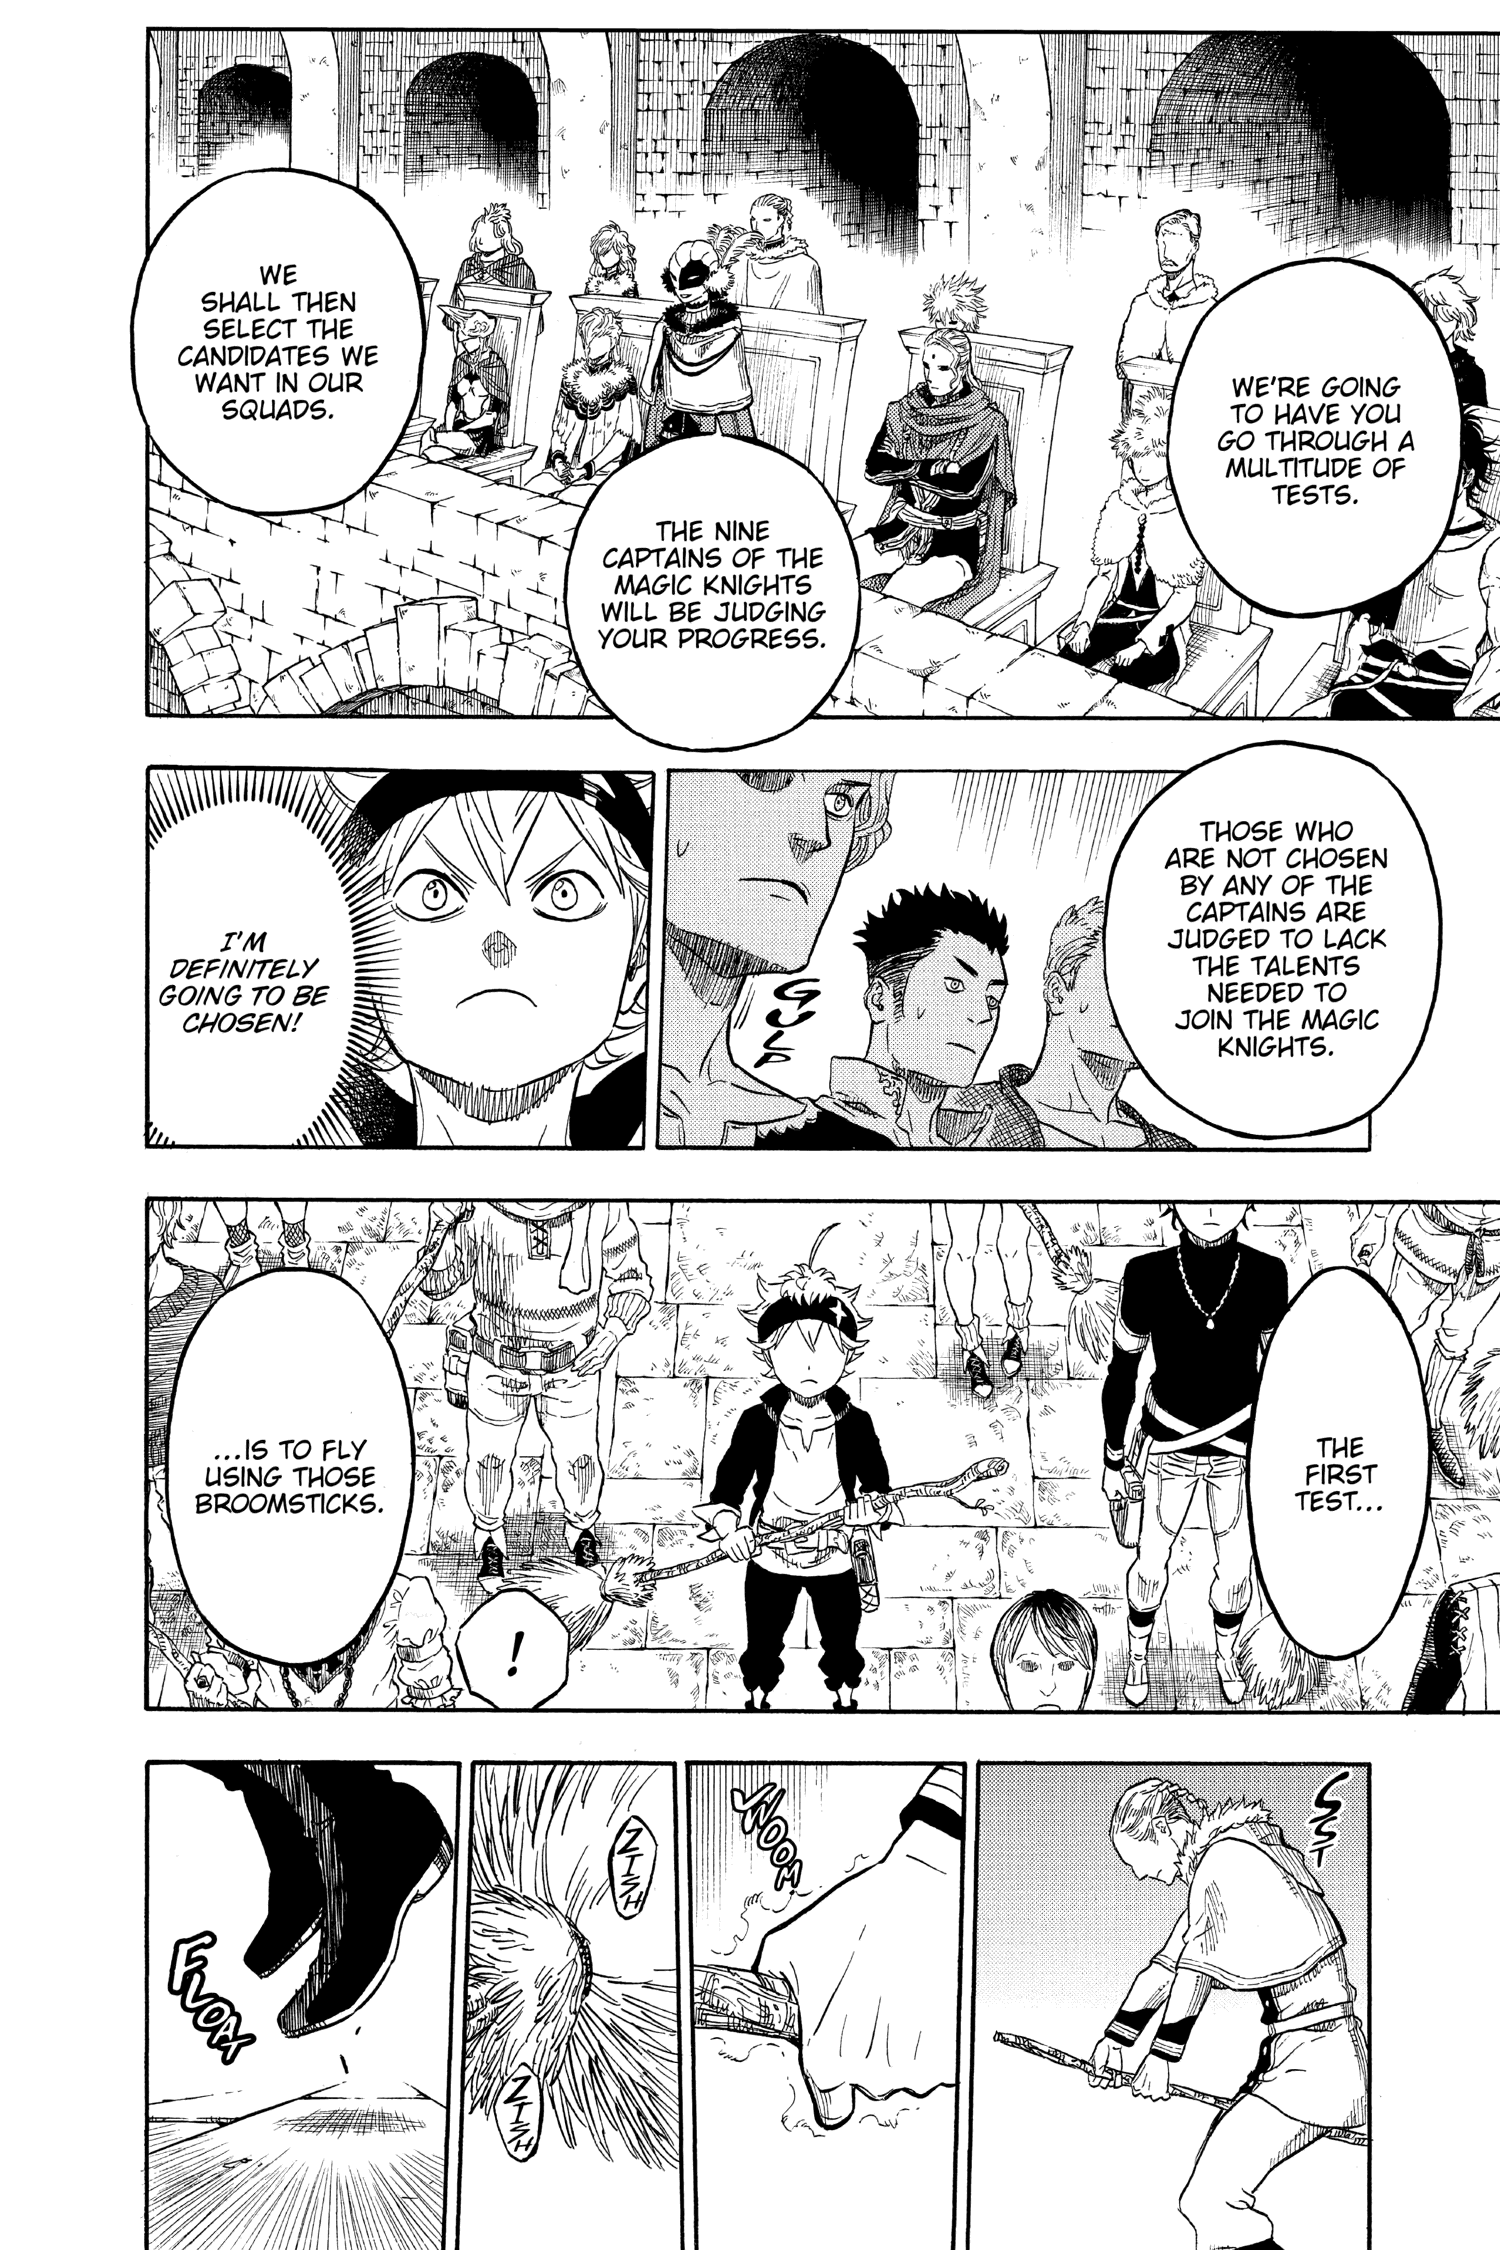 WE'RE GOING
TO HAVE YOU
GO THROUGH A
MULTITUDE OF
TESTS.
THE NINE
CAPTAINS OF THE
MAGIC KNIGHTS
WILL BE JUDGING
YOUR PROGRESS.
WE
SHALL THEN
SELECT THE
CANDIDATES WE
WANT IN OUR
SQUADS.
THOSE WHO
ARE NOT CHOSEN
BY ANY OF THE
CAPTAINS ARE
JUDGED TO LACK
THE TALENTS
NEEDED TO
JOIN THE MAGIC
KNIGHTS.
GULP
I'M
DEFINITELY
GOING TO BE
CHOSEN!
THE
FIRST
TEST...
...IS TO FLY
USING THOSE
BROOMSTICKS.
!
SST
VWOOM
ZISH
ZISH
FLOAX